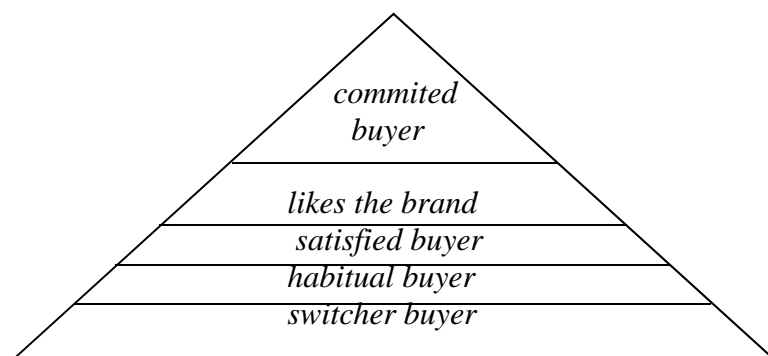 commited
buyer
likes the brand
satisfied buyer
habitual buyer
switcher buyer